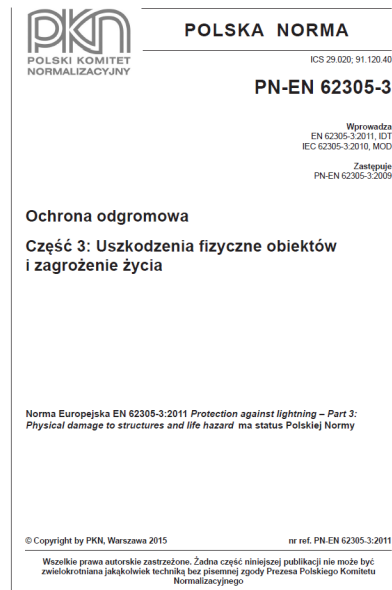 pkn
POLSKI KOMITET
NORMALIZACYJNY
POLSKA NORMA
ICS 29.020; 91.120.40
PN-EN 62305-3
Wprowadza
EN 62305-3:2011, IDT
IEC 62305-3:2010, MOD
Zastępuje
PN-EN 62305-3:2009
Ochrona odgromowa
Część 3: Uszkodzenia fizyczne obiektów
i zagrożenie życia
Norma Europejska EN 62305-3:2011 Protection against lightning – Part 3:
Physical damage to structures and life hazard ma status Polskiej Normy
© Copyright by PKN, Warszawa 2015
nr ref. PN-EN 62305-3:2011
Wszelkie prawa autorskie zastrzeżone. Żadna część niniejszej publikacji nie może być
zwielokrotniana jakąkolwiek techniką bez pisemnej zgody Prezesa Polskiego Komitetu
Normalizacyjnego